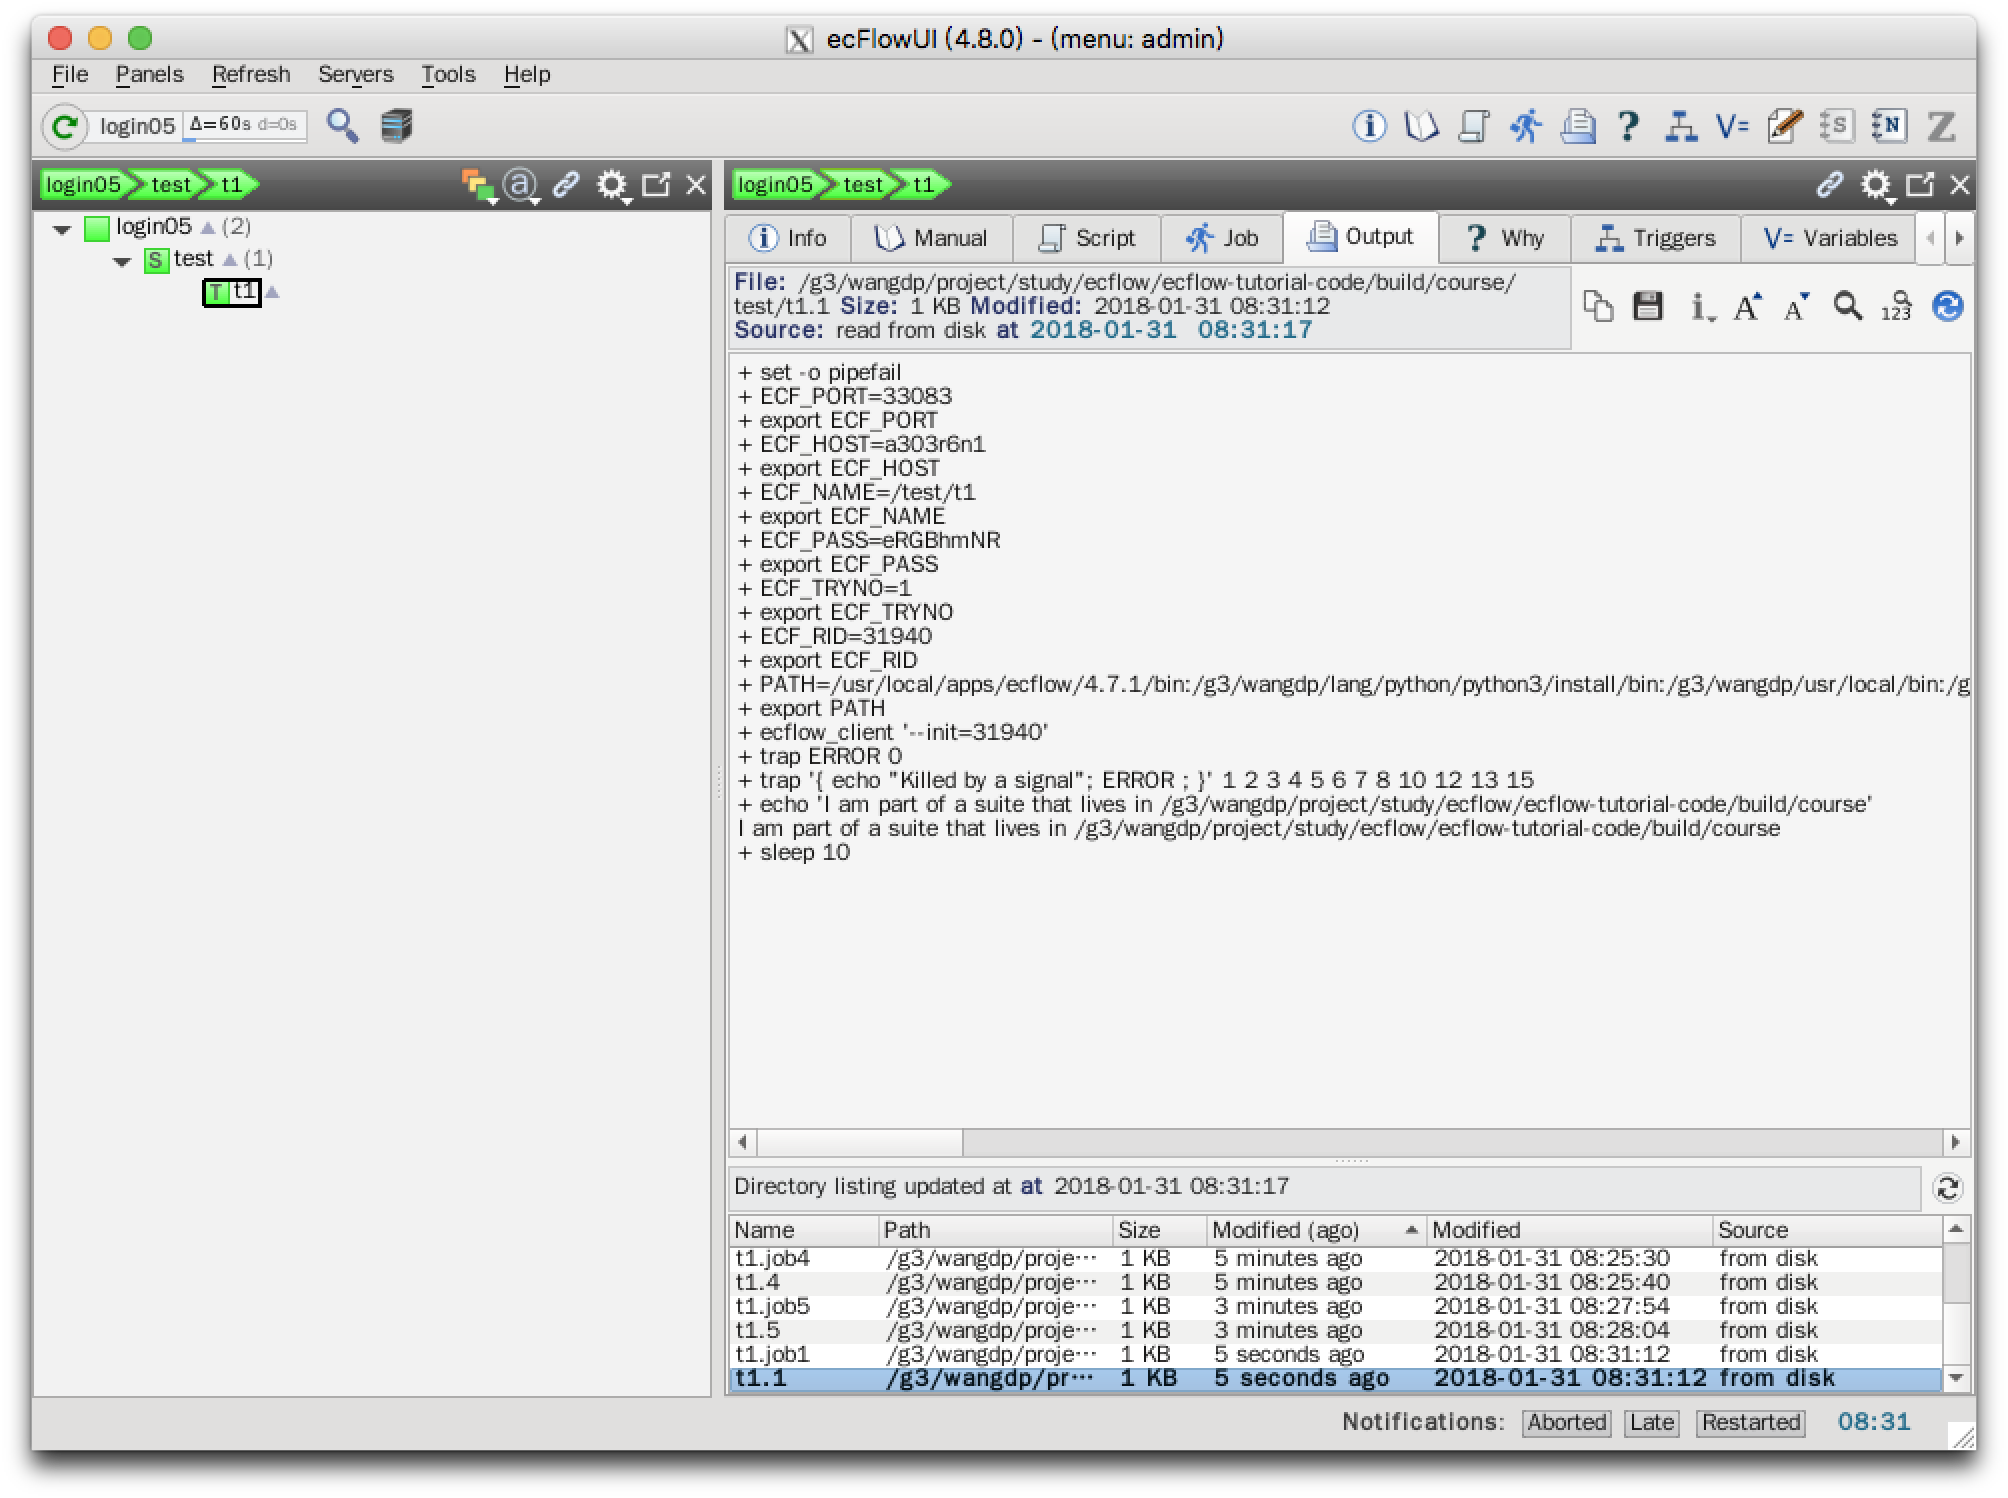 ecFlowUI (4.8.0) - (menu: admin)
File Panels Refresh Servers Tools Help
login05 Δ=60s d=0s
V= S N Z
login05 test t1
login05 test t1
login05 (2)
S test (1)
T t1
Info Manual Script Job Output Why Triggers V= Variables
File: /g3/wangdp/project/study/ecflow/ecflow-tutorial-code/build/course/
test/t1.1 Size: 1 KB Modified: 2018-01-31 08:31:12
Source: read from disk at 2018-01-31 08:31:17
+ set -o pipefail
+ ECF_PORT=33083
+ export ECF_PORT
+ ECF_HOST=a303r6n1
+ export ECF_HOST
+ ECF_NAME=/test/t1
+ export ECF_NAME
+ ECF_PASS=eRGBhmNR
+ export ECF_PASS
+ ECF_TRYNO=1
+ export ECF_TRYNO
+ ECF_RID=31940
+ export ECF_RID
+ PATH=/usr/local/apps/ecflow/4.7.1/bin:/g3/wangdp/lang/python/python3/install/bin:/g3/wangdp/usr/local/bin:/g
+ export PATH
+ ecflow_client '--init=31940'
+ trap ERROR 0
+ trap '{ echo "Killed by a signal"; ERROR ; }' 1 2 3 4 5 6 7 8 10 12 13 15
+ echo 'I am part of a suite that lives in /g3/wangdp/project/study/ecflow/ecflow-tutorial-code/build/course'
I am part of a suite that lives in /g3/wangdp/project/study/ecflow/ecflow-tutorial-code/build/course
+ sleep 10
Directory listing updated at at 2018-01-31 08:31:17
Name Path Size Modified (ago) Modified Source
t1.job4 /g3/wangdp/proje··· 1 KB 5 minutes ago 2018-01-31 08:25:30 from disk
t1.4 /g3/wangdp/proje··· 1 KB 5 minutes ago 2018-01-31 08:25:40 from disk
t1.job5 /g3/wangdp/proje··· 1 KB 3 minutes ago 2018-01-31 08:27:54 from disk
t1.5 /g3/wangdp/proje··· 1 KB 3 minutes ago 2018-01-31 08:28:04 from disk
t1.job1 /g3/wangdp/proje··· 1 KB 5 seconds ago 2018-01-31 08:31:12 from disk
t1.1 /g3/wangdp/pr··· 1 KB 5 seconds ago 2018-01-31 08:31:12 from disk
Notifications: Aborted Late Restarted 08:31